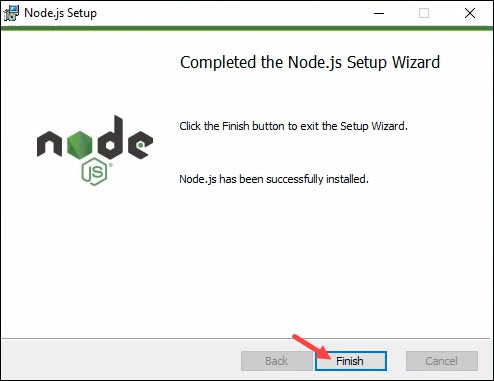 Node.js Setup
Completed the Node.js Setup Wizard
Click the Finish button to exit the Setup Wizard.
node
JS
®
Node.js has been successfully installed.
Back
Finish
Cancel